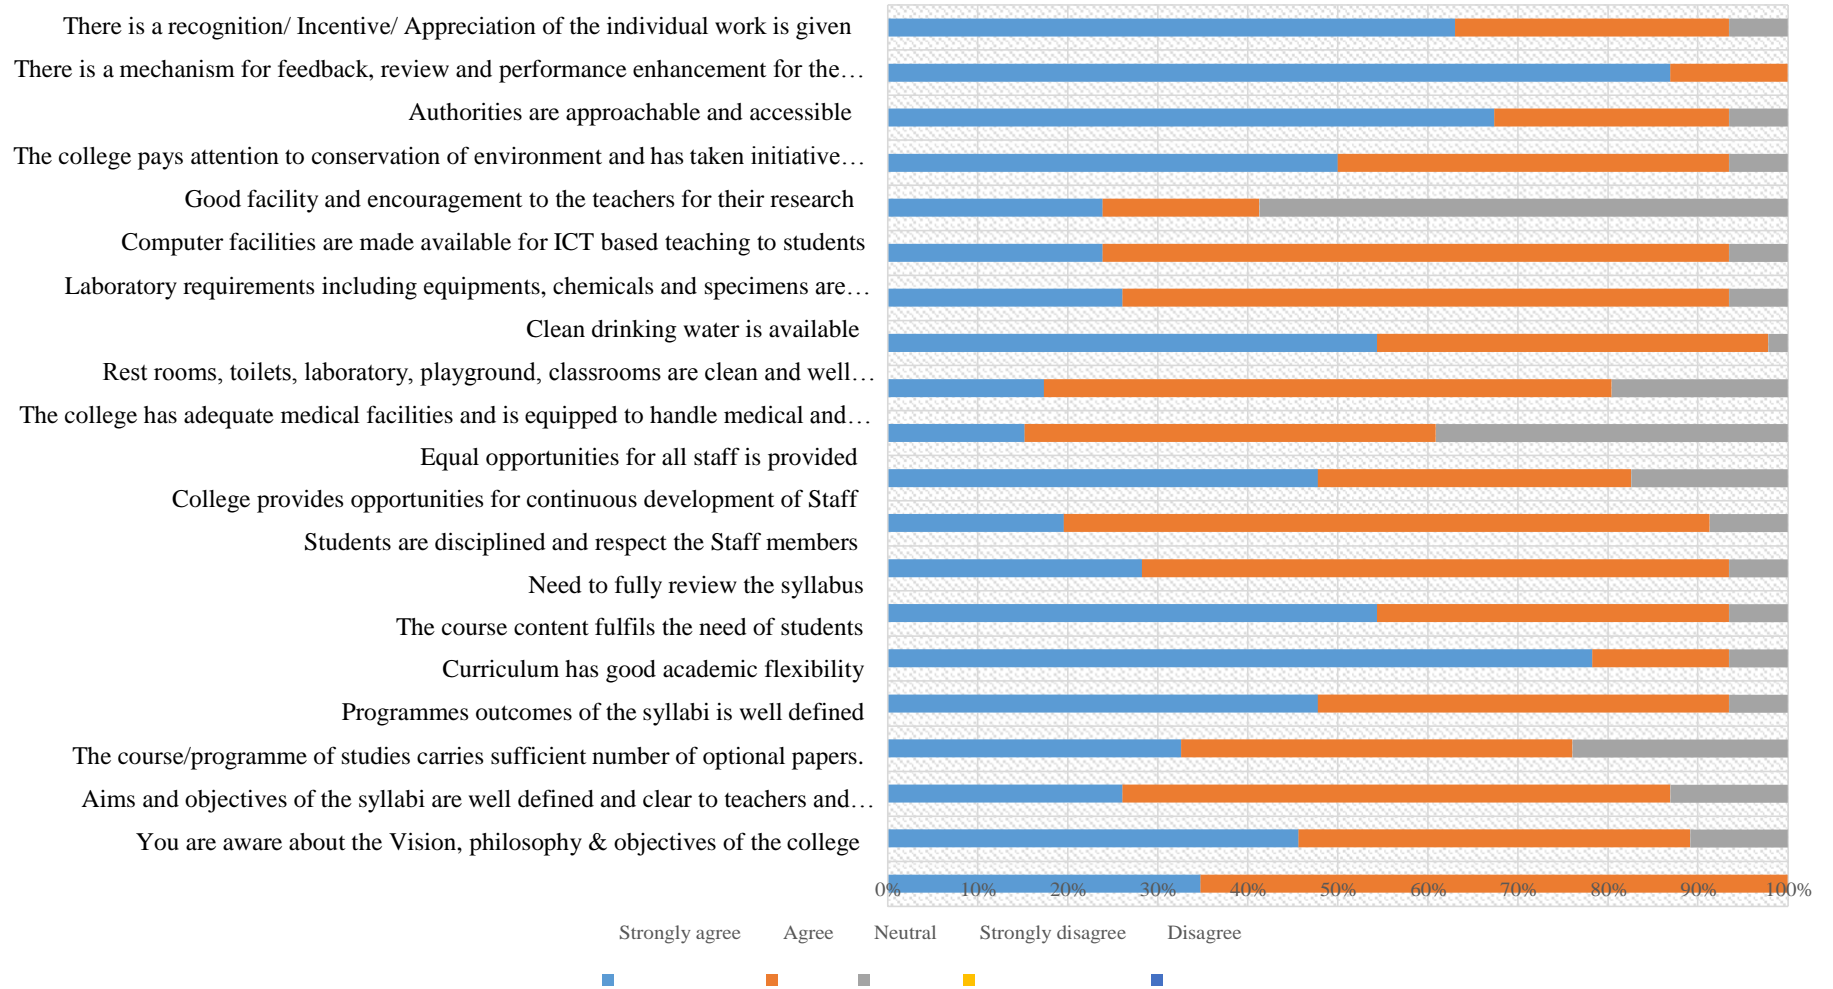 There is a recognition/ Incentive/ Appreciation of the individual work is given
There is a mechanism for feedback, review and performance enhancement for the…
Authorities are approachable and accessible
The college pays attention to conservation of environment and has taken initiative…
Good facility and encouragement to the teachers for their research
Computer facilities are made available for ICT based teaching to students
Laboratory requirements including equipments, chemicals and specimens are…
Clean drinking water is available
Rest rooms, toilets, laboratory, playground, classrooms are clean and well…
The college has adequate medical facilities and is equipped to handle medical and…
Equal opportunities for all staff is provided
College provides opportunities for continuous development of Staff
Students are disciplined and respect the Staff members
Need to fully review the syllabus
The course content fulfils the need of students
Curriculum has good academic flexibility
Programmes outcomes of the syllabi is well defined
The course/programme of studies carries sufficient number of optional papers.
Aims and objectives of the syllabi are well defined and clear to teachers and…
You are aware about the Vision, philosophy & objectives of the college
0% 10% 20% 30% 40% 50% 60% 70% 80% 90% 100%
Strongly agree Agree Neutral Strongly disagree Disagree